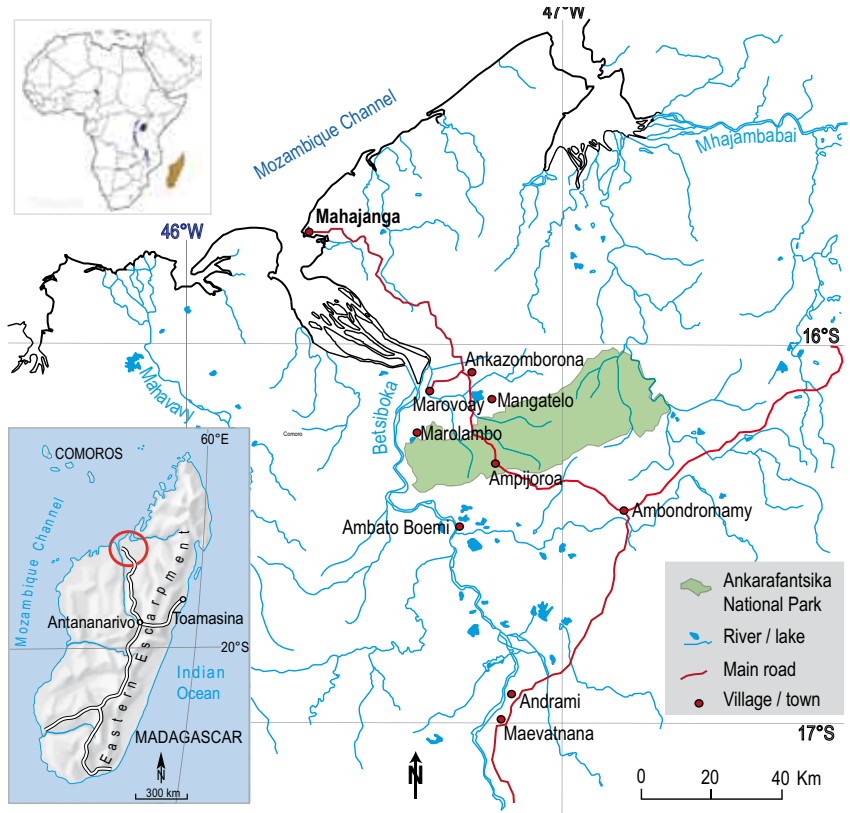 47°W
Mozambique Channel
Mhajambabai
Mahajanga
46°W
16°S
Ankazomborona
Mahavavy
Betsiboka
Marovoay
Mangatelo
Comoro
Marolambo
Ampijoroa
Ambato Boemi
Ambondromamy
Andrami
Maevatnana
17°S
N
60°E
COMOROS
Mozambique Channel
Eastern Escarpment
Antananarivo
Toamasina
20°S
Indian
Ocean
MADAGASCAR
N
300 km
Ankarafantsika
National Park
River / lake
Main road
Village / town
0 20 40 Km